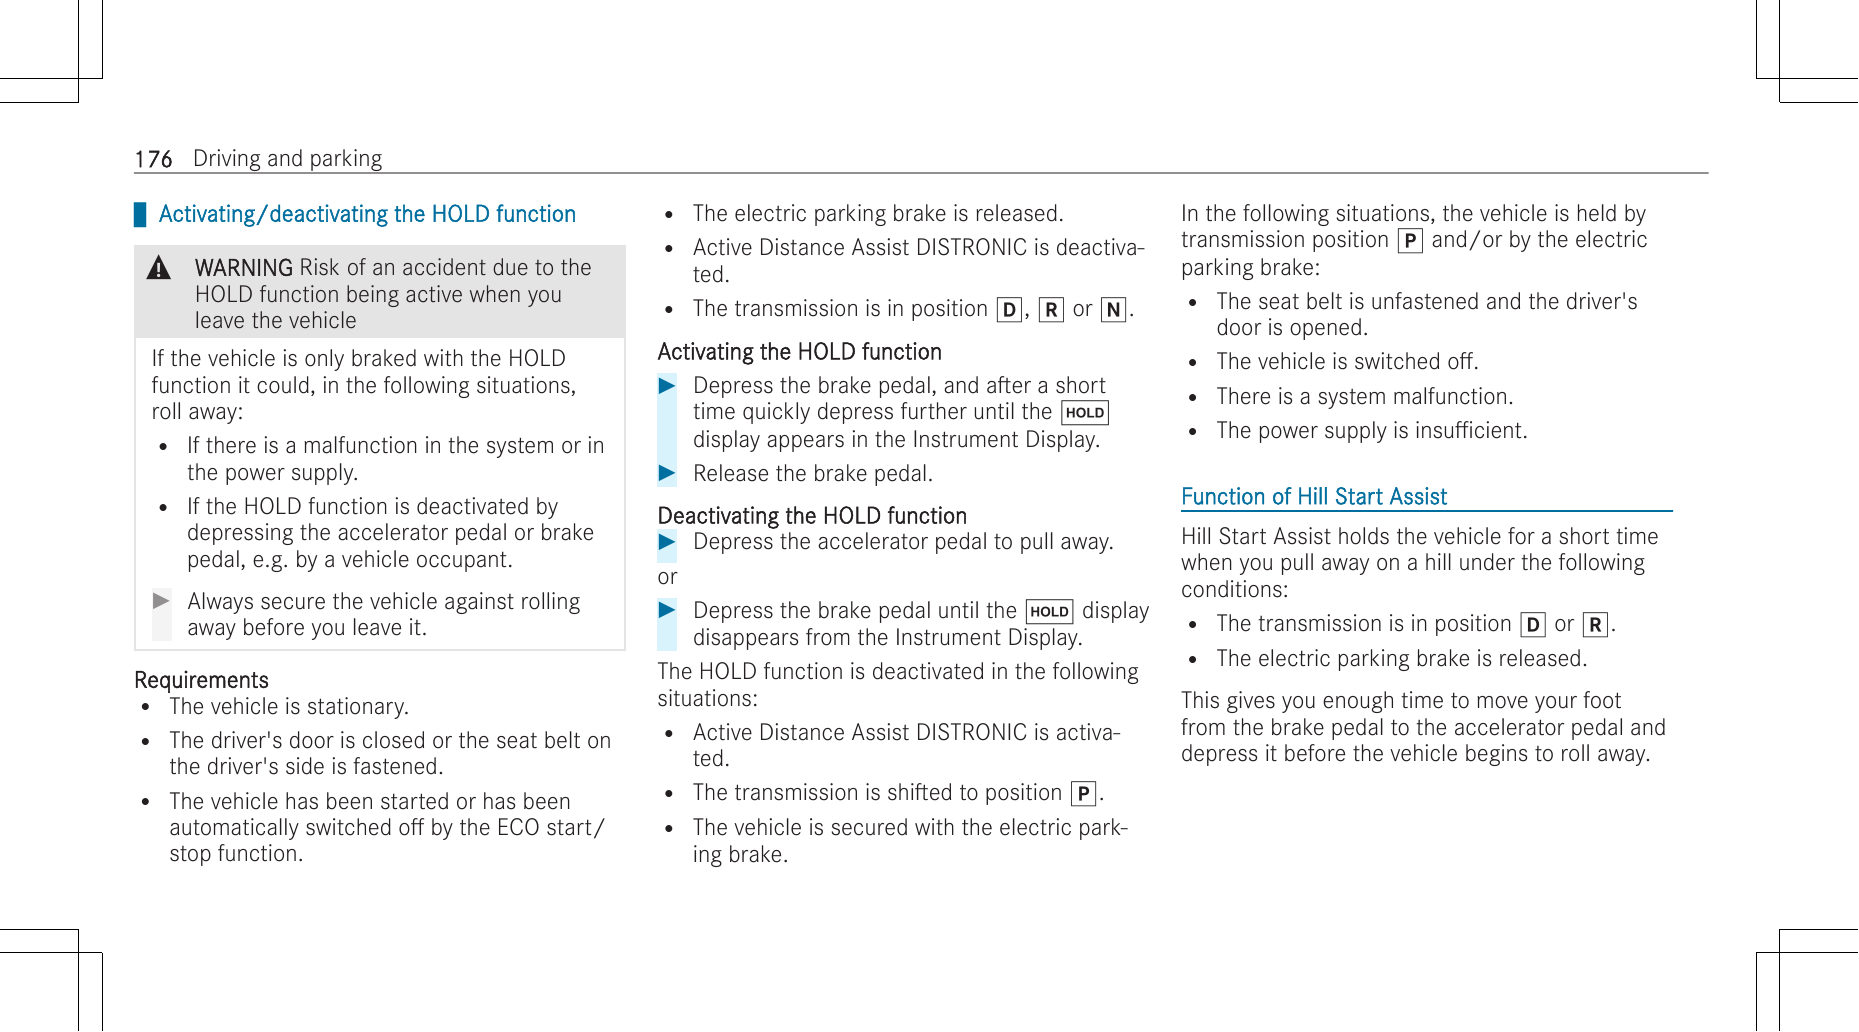 176 Driving and parking
Activating/deactivating the HOLD function
WARNING Risk of an accident due to the
HOLD function being active when you
leave the vehicle
If the vehicle is only braked with the HOLD
function it could, in the following situations,
roll away:
• If there is a malfunction in the system or in
the power supply.
• If the HOLD function is deactivated by
depressing the accelerator pedal or brake
pedal, e.g. by a vehicle occupant.
▶ Always secure the vehicle against rolling
away before you leave it.
Requirements
• The vehicle is stationary.
• The driver's door is closed or the seat belt on
the driver's side is fastened.
• The vehicle has been started or has been
automatically switched off by the ECO start/
stop function.
• The electric parking brake is released.
• Active Distance Assist DISTRONIC is deactiva-
ted.
• The transmission is in position D, R or N.
Activating the HOLD function
▶ Depress the brake pedal, and after a short
time quickly depress further until the HOLD
display appears in the Instrument Display.
▶ Release the brake pedal.
Deactivating the HOLD function
▶ Depress the accelerator pedal to pull away.
or
▶ Depress the brake pedal until the HOLD display
disappears from the Instrument Display.
The HOLD function is deactivated in the following
situations:
• Active Distance Assist DISTRONIC is activa-
ted.
• The transmission is shifted to position P.
• The vehicle is secured with the electric park-
ing brake.
In the following situations, the vehicle is held by
transmission position P and/or by the electric
parking brake:
• The seat belt is unfastened and the driver's
door is opened.
• The vehicle is switched off.
• There is a system malfunction.
• The power supply is insufficient.
Function of Hill Start Assist
Hill Start Assist holds the vehicle for a short time
when you pull away on a hill under the following
conditions:
• The transmission is in position D or R.
• The electric parking brake is released.
This gives you enough time to move your foot
from the brake pedal to the accelerator pedal and
depress it before the vehicle begins to roll away.